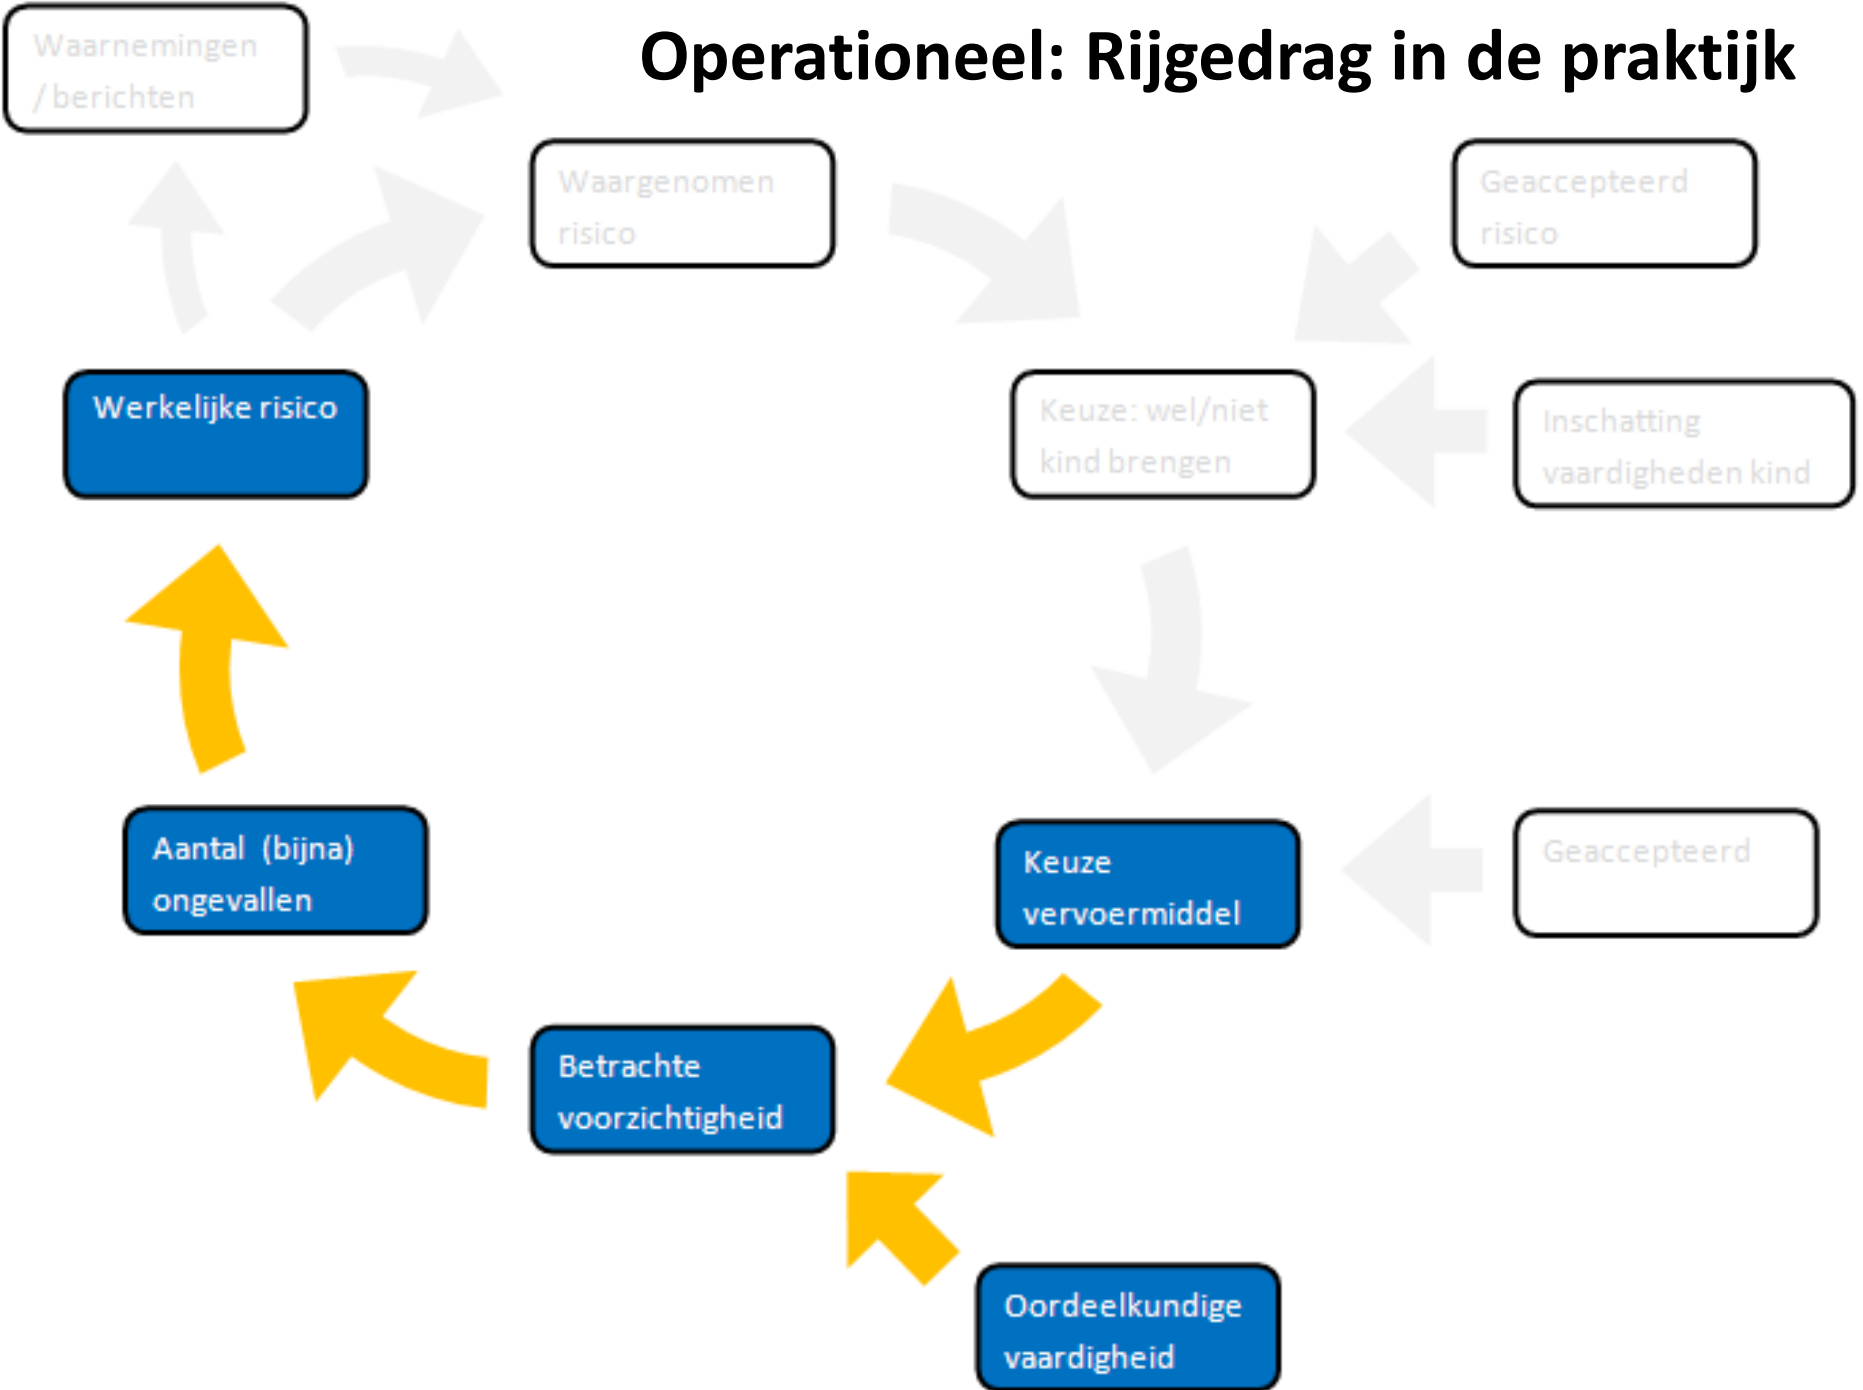 Operationeel: Rijgedrag in de praktijk
Waarnemingen
/ berichten
Waargenomen
risico
Geaccepteerd
risico
Werkelijke risico
Keuze: wel/niet
kind brengen
Inschatting
vaardigheden kind
Aantal (bijna)
ongevallen
Keuze
vervoermiddel
Geaccepteerd
Betrachte
voorzichtigheid
Oordeelkundige
vaardigheid